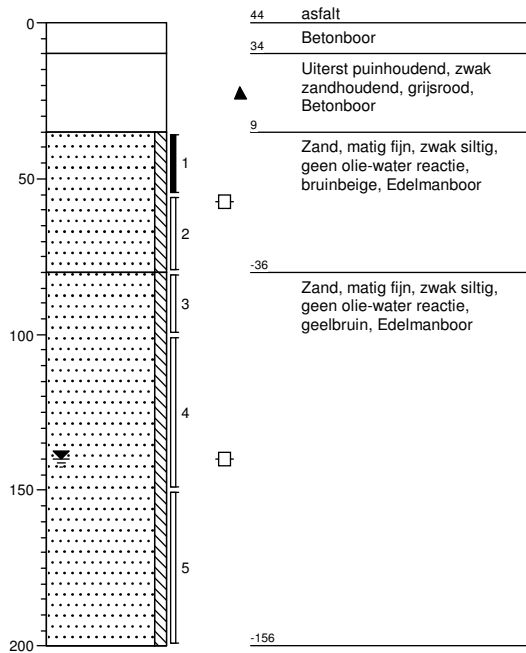 0
50
100
150
200
1
2
3
4
5
44 asfalt
34 Betonboor
Uiterst puinhoudend, zwak
zandhoudend, grijsrood,
Betonboor
9
Zand, matig fijn, zwak siltig,
geen olie-water reactie,
bruinbeige, Edelmanboor
-36
Zand, matig fijn, zwak siltig,
geen olie-water reactie,
geelbruin, Edelmanboor
-156